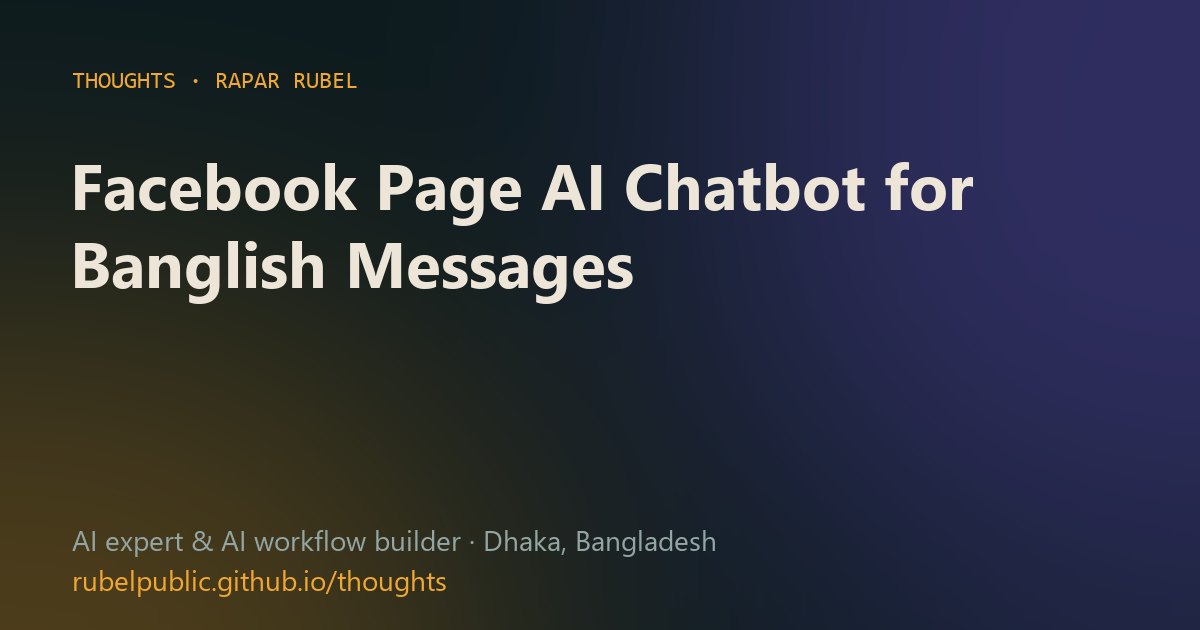 THOUGHTS · RAPAR RUBEL
Facebook Page AI Chatbot for
Banglish Messages
AI expert & AI workflow builder · Dhaka, Bangladesh
rubelpublic.github.io/thoughts